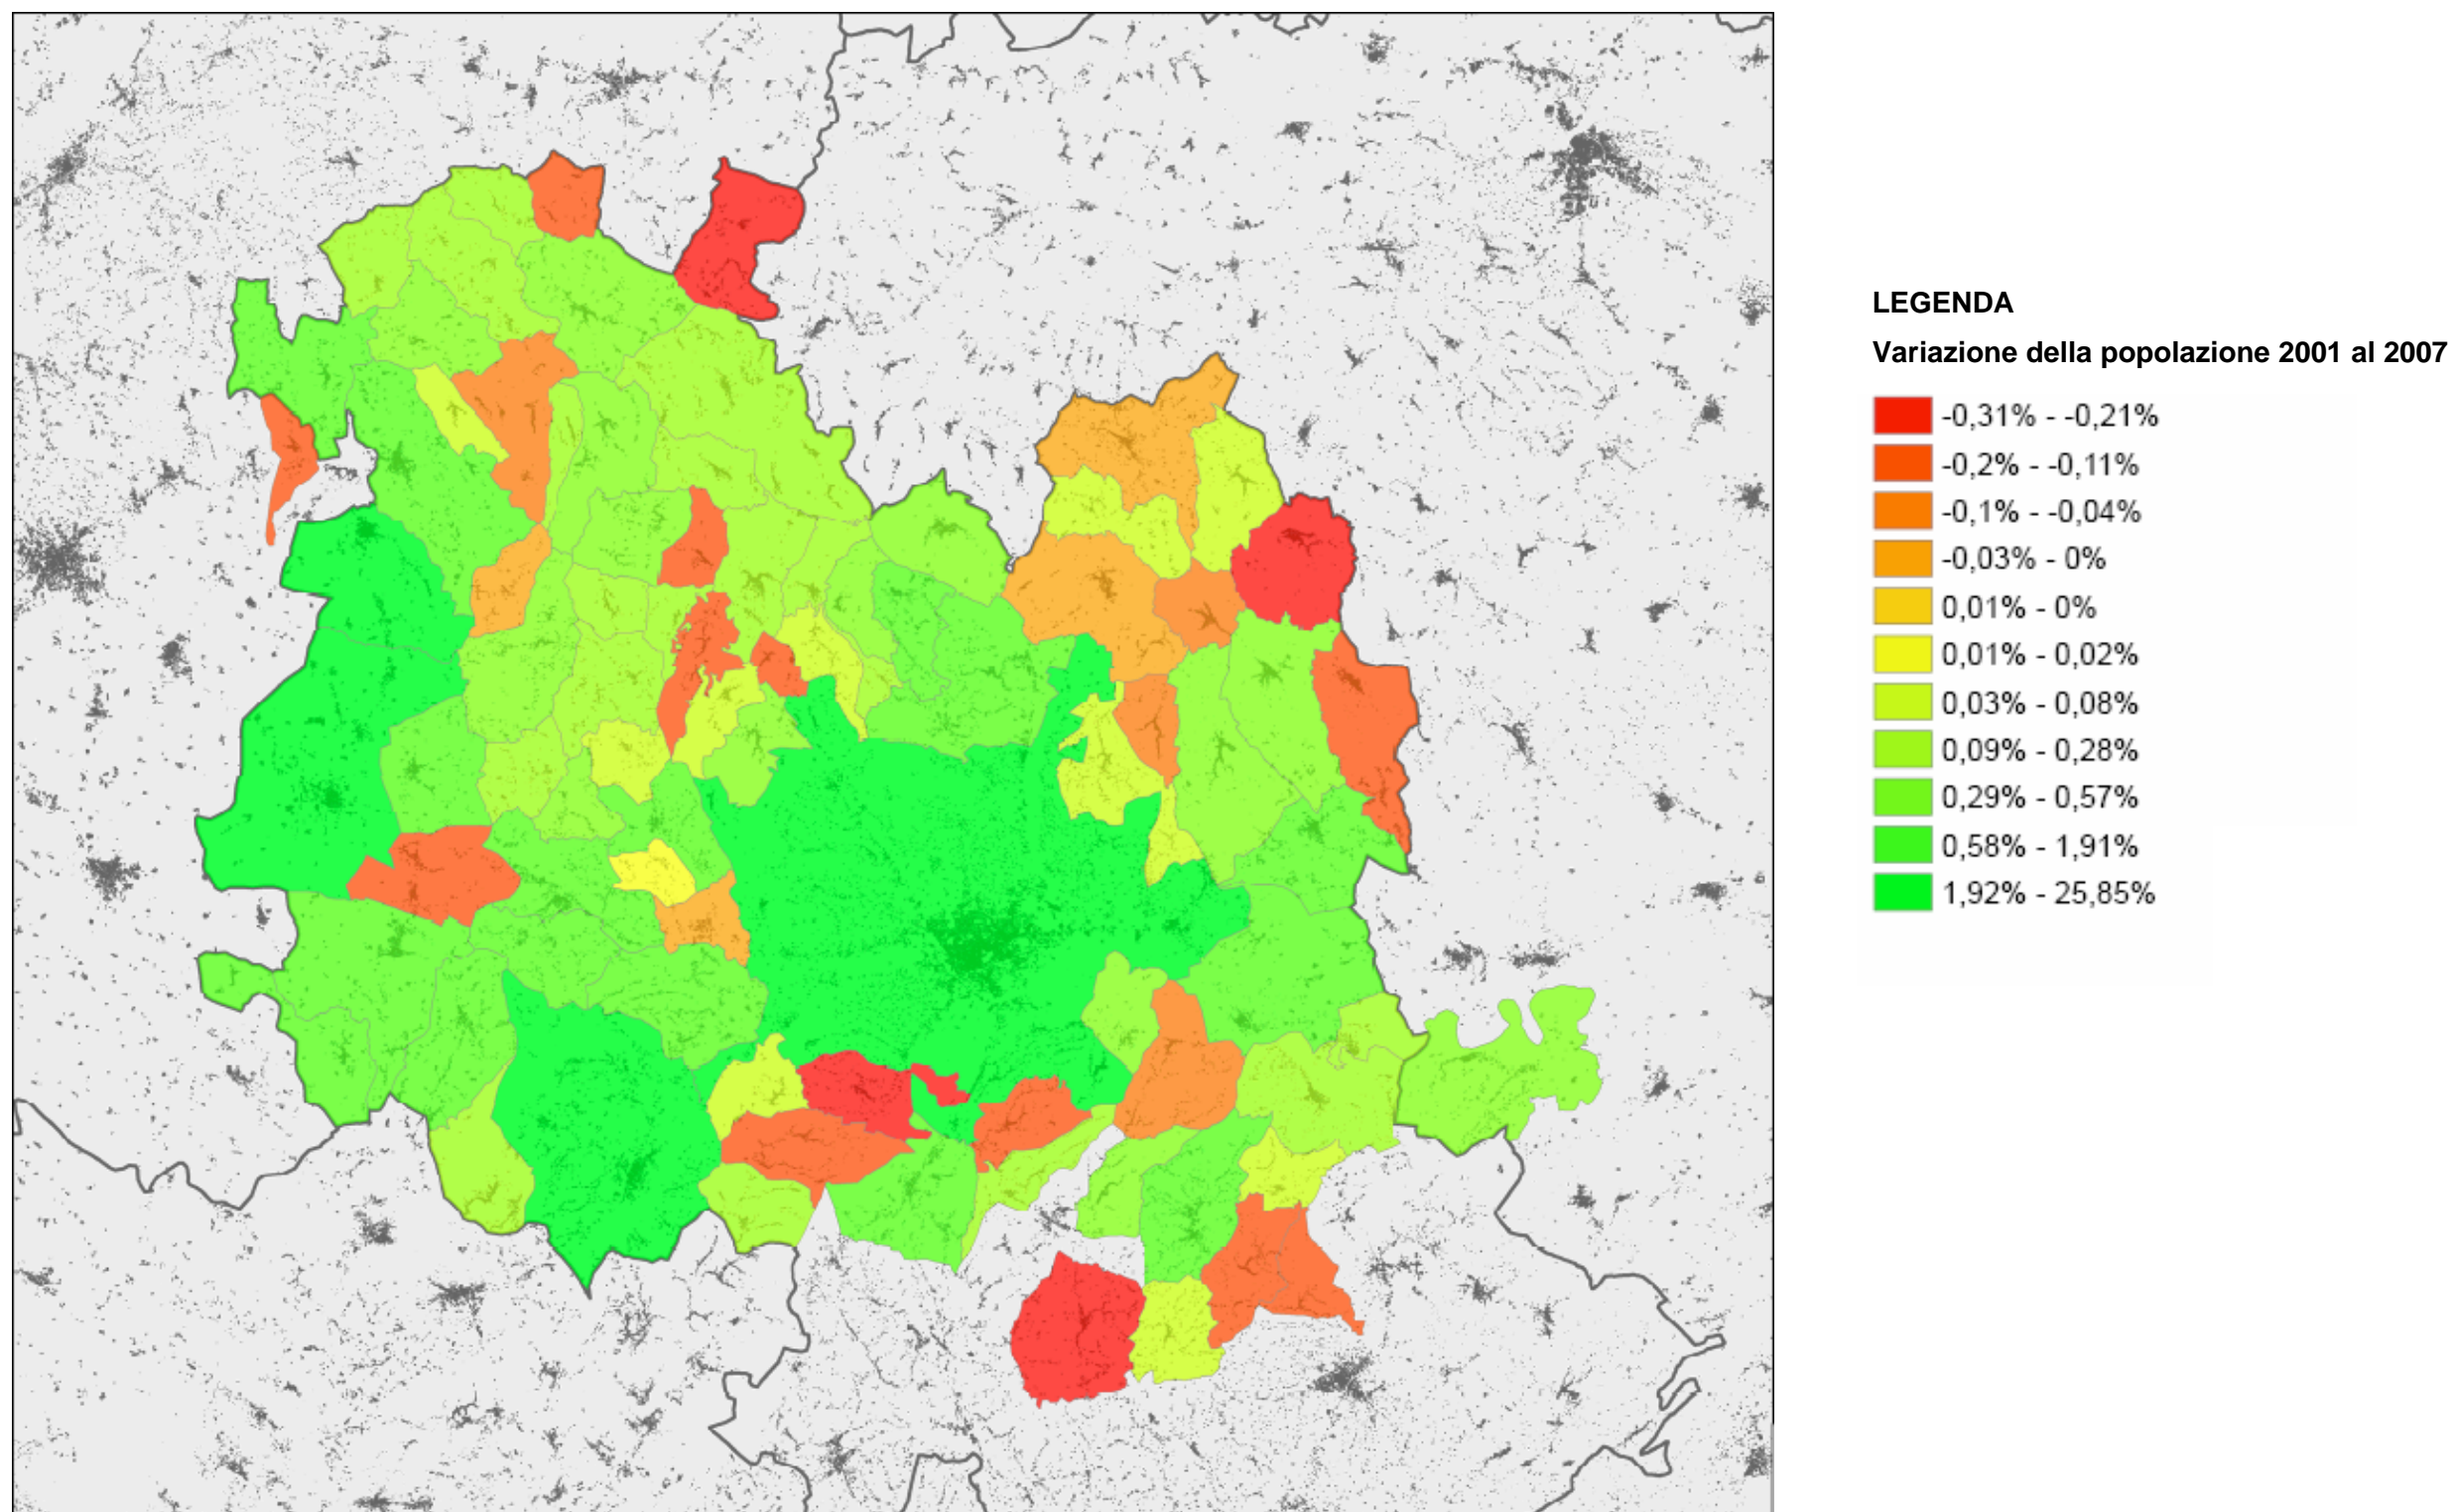 LEGENDA
Variazione della popolazione 2001 al 2007
-0,31% - -0,21%
-0,2% - -0,11%
-0,1% - -0,04%
-0,03% - 0%
0,01% - 0%
0,01% - 0,02%
0,03% - 0,08%
0,09% - 0,28%
0,29% - 0,57%
0,58% - 1,91%
1,92% - 25,85%